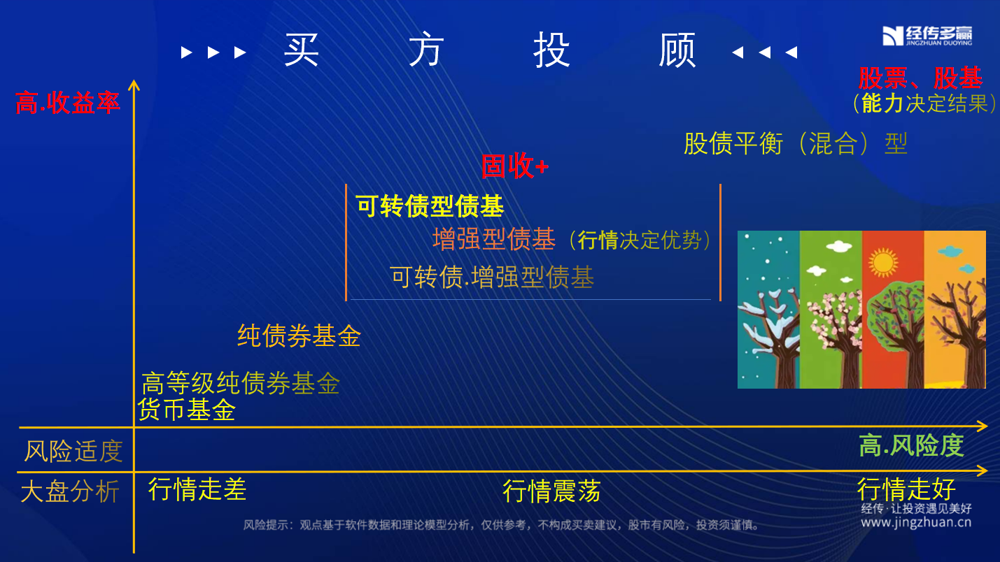 买方投顾
经传多赢
JINGZHUAN DUOYING
高.收益率
股票、股基
（能力决定结果）
股债平衡（混合）型
固收+
可转债型债基
增强型债基（行情决定优势）
可转债.增强型债基
纯债券基金
高等级纯债券基金
货币基金
风险适度
高.风险度
大盘分析
行情走差
行情震荡
行情走好
经传·让投资遇见美好
www.jingzhuan.cn
风险提示：观点基于软件数据和理论模型分析，仅供参考，不构成买卖建议，股市有风险，投资须谨慎。